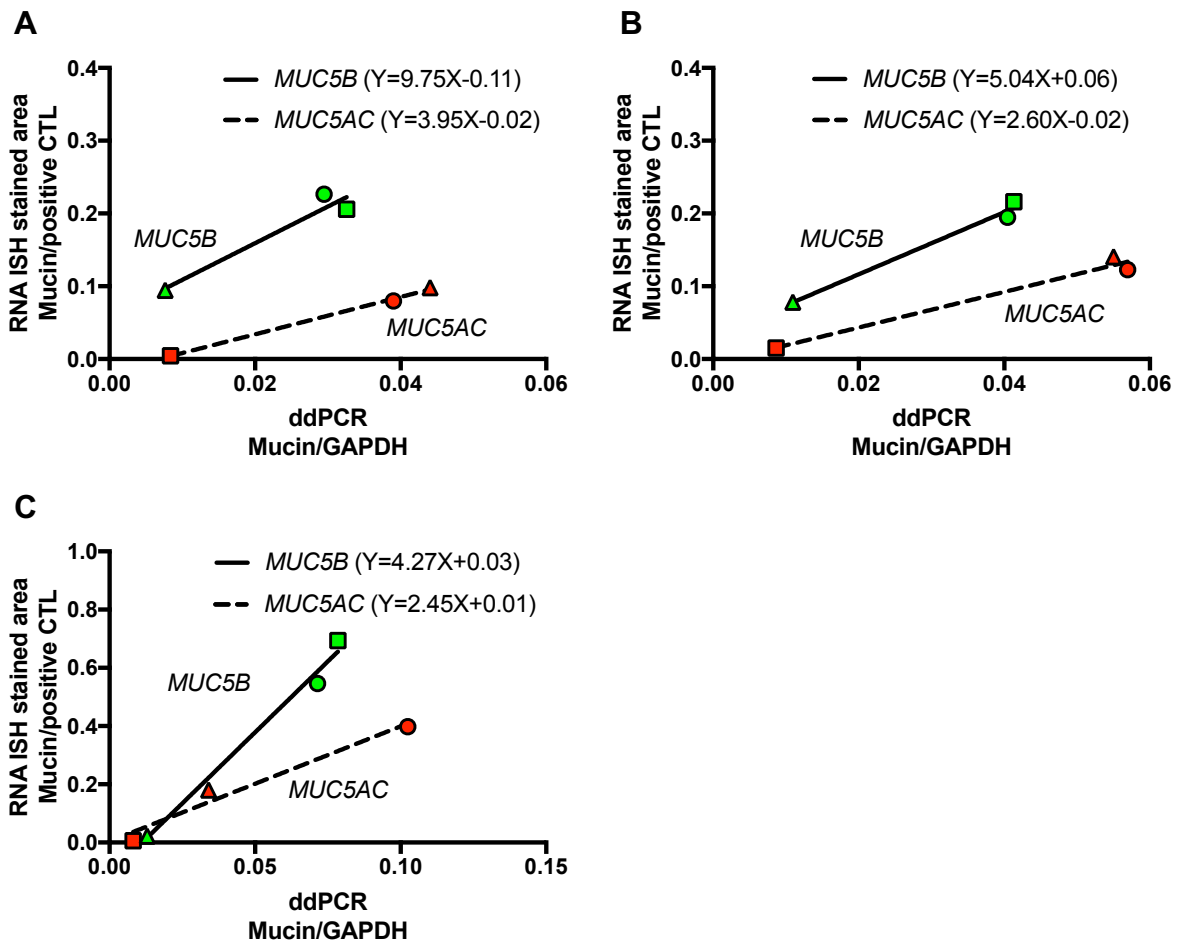 A
RNA ISH stained area
Mucin/positive CTL
0.4
0.3
0.2
0.1
0.0
MUC5B (Y=9.75X-0.11)
MUC5AC (Y=3.95X-0.02)
MUC5B
MUC5AC
0.00 0.02 0.04 0.06
ddPCR
Mucin/GAPDH
B
RNA ISH stained area
Mucin/positive CTL
0.4
0.3
0.2
0.1
0.0
MUC5B (Y=5.04X+0.06)
MUC5AC (Y=2.60X-0.02)
MUC5B
MUC5AC
0.00 0.02 0.04 0.06
ddPCR
Mucin/GAPDH
C
RNA ISH stained area
Mucin/positive CTL
1.0
0.8
0.6
0.4
0.2
0.0
MUC5B (Y=4.27X+0.03)
MUC5AC (Y=2.45X+0.01)
MUC5B
MUC5AC
0.00 0.05 0.10 0.15
ddPCR
Mucin/GAPDH